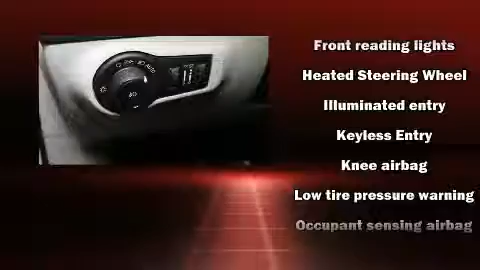 Front reading lights
Heated Steering Wheel
Illuminated entry
Keyless Entry
Knee airbag
Low tire pressure warning
Occupant sensing airbag